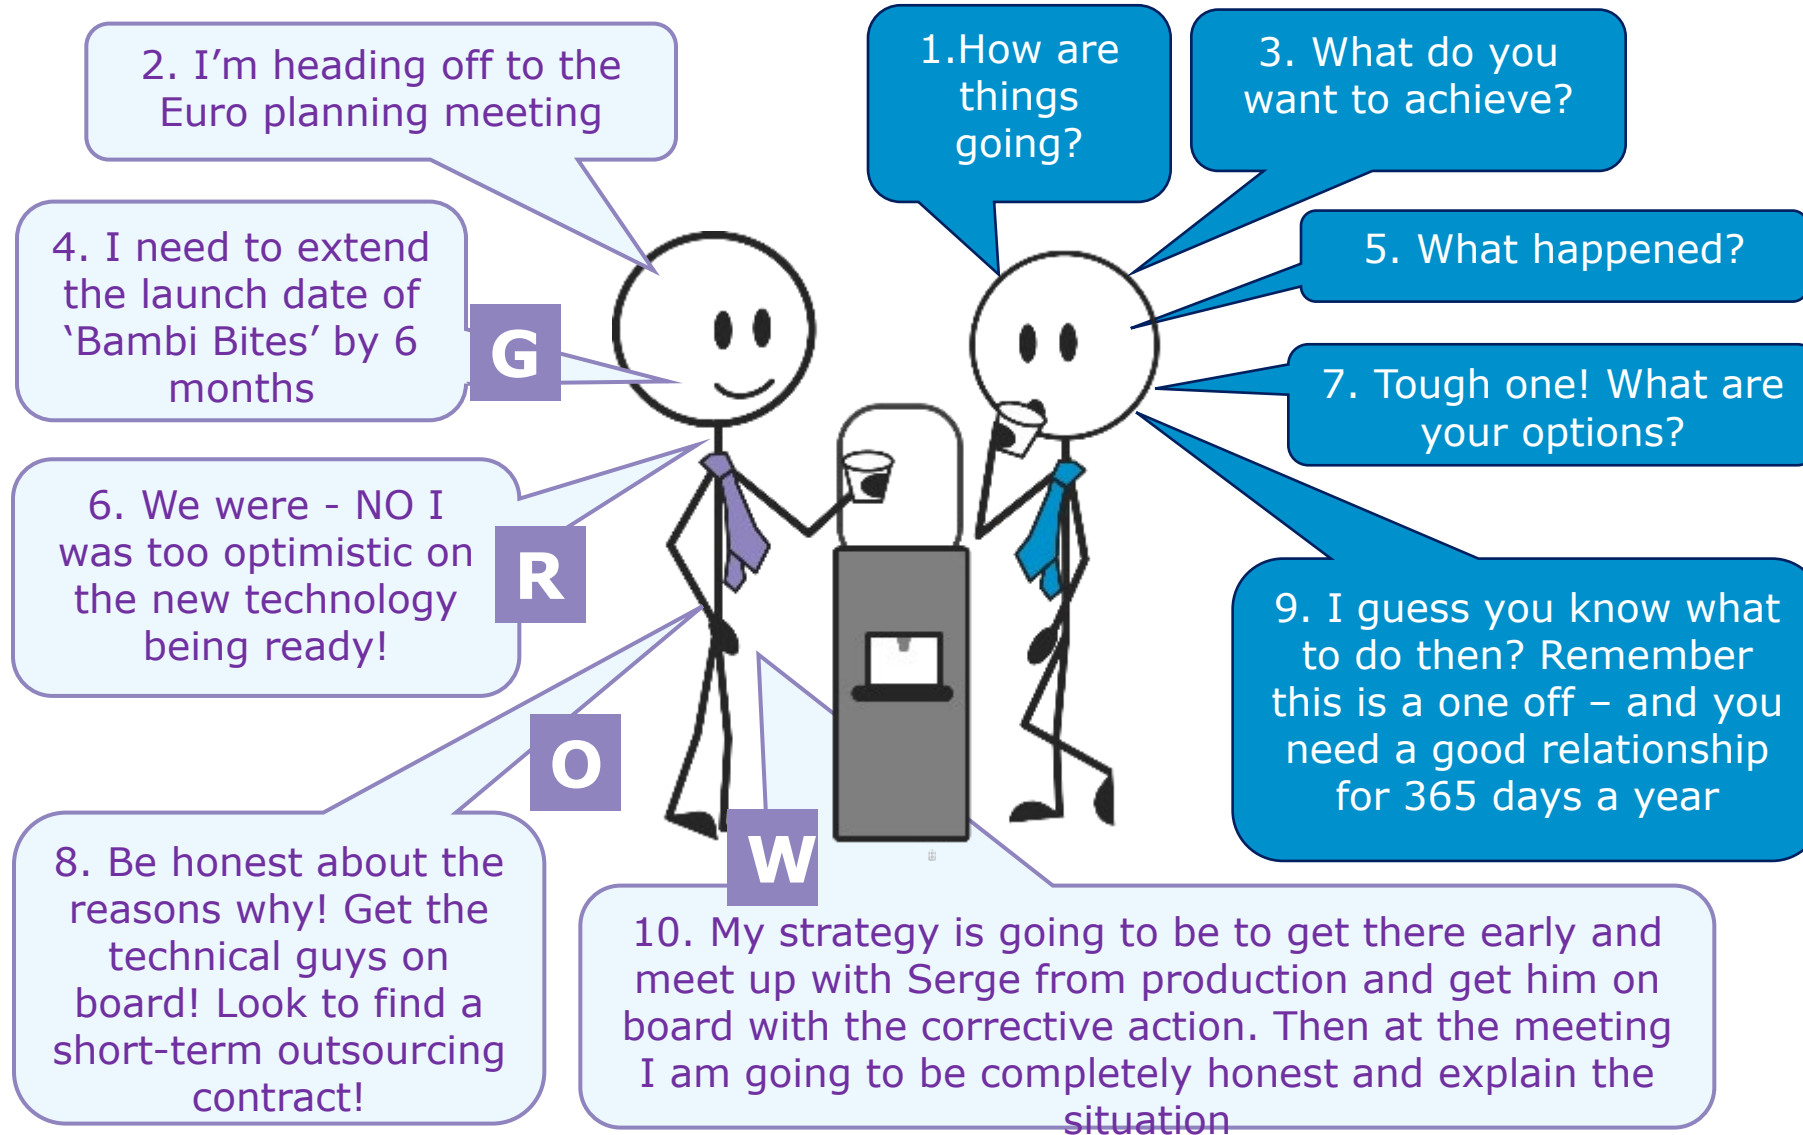 1.How are
things
going?
2. I’m heading off to the
Euro planning meeting
3. What do you
want to achieve?
4. I need to extend
the launch date of
‘Bambi Bites’ by 6
months
G
5. What happened?
6. We were - NO I
was too optimistic on
the new technology
being ready!
R
7. Tough one! What are
your options?
8. Be honest about the
reasons why! Get the
technical guys on
board! Look to find a
short-term outsourcing
contract!
O
9. I guess you know what
to do then? Remember
this is a one off – and you
need a good relationship
for 365 days a year
10. My strategy is going to be to get there early and
meet up with Serge from production and get him on
board with the corrective action. Then at the meeting
I am going to be completely honest and explain the
situation
W